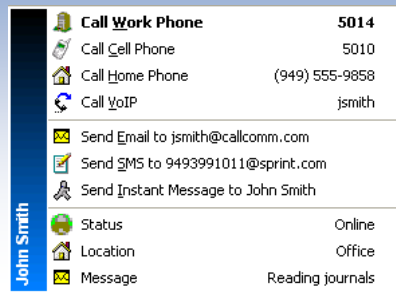 Call Work Phone 5014
Call Cell Phone 5010
Call Home Phone (949) 555-9858
Call VoIP jsmith
Send Email to jsmith@callcomm.com
Send SMS to 9493991011@sprint.com
Send Instant Message to John Smith
Status Online
Location Office
Message Reading journals
John Smith